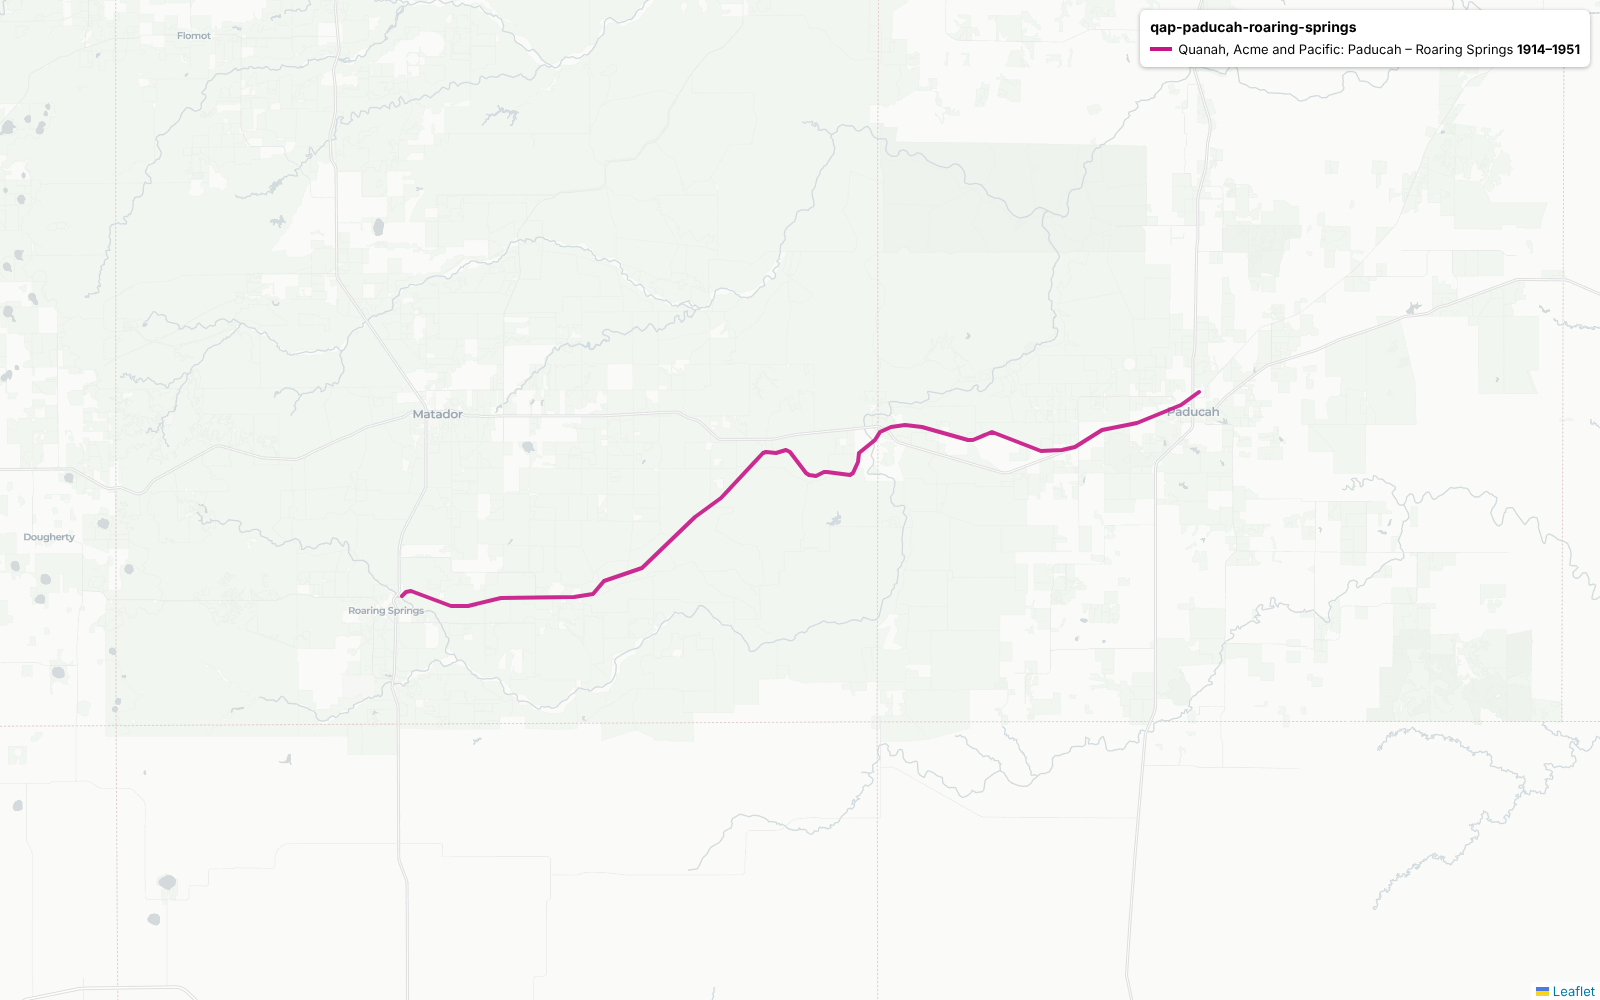 qap-paducah-roaring-springs
Quanah, Acme and Pacific: Paducah – Roaring Springs 1914–1951
Flomot
Matador
Paducah
Dougherty
Roaring Springs
Leaflet